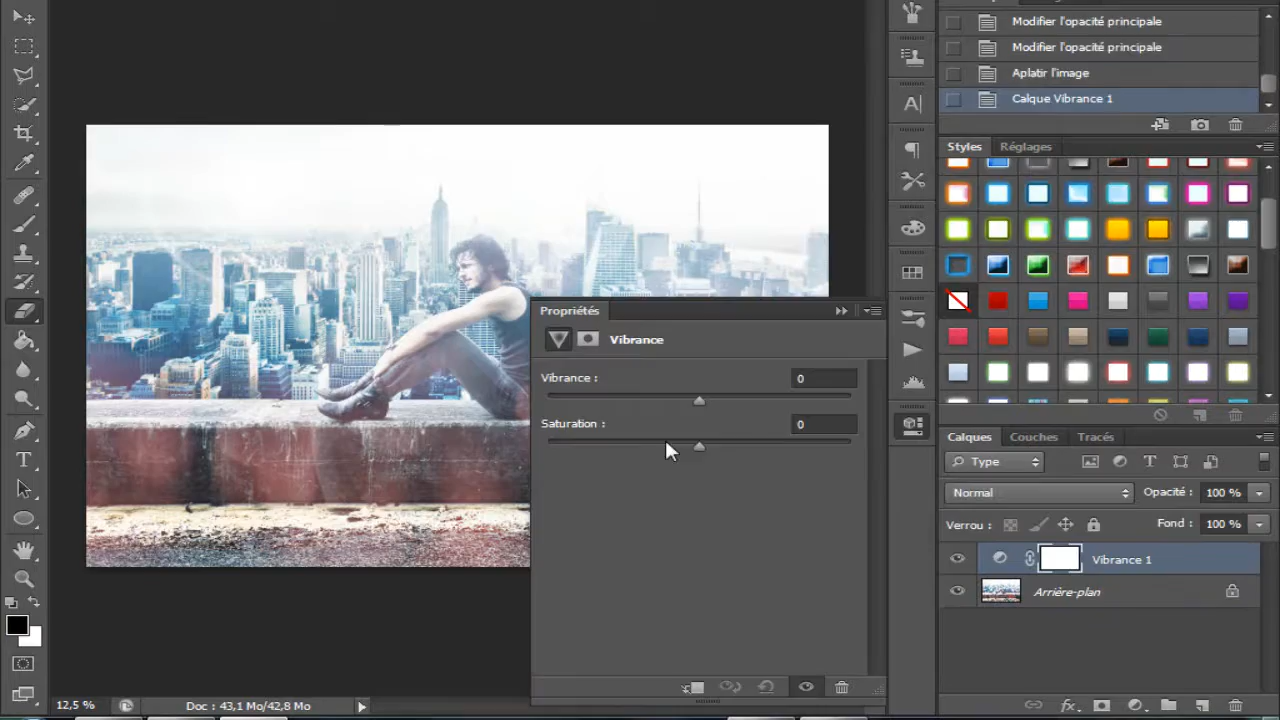 Modifier l'opacité principale
Modifier l'opacité principale
Aplatir l'image
Calque Vibrance 1
Styles Réglages
Propriétés
Vibrance
Vibrance : 0
Saturation : 0
Calques Couches Tracés
Type
Normal Opacité : 100 %
Verrou : Fond : 100 %
Vibrance 1
Arrière-plan
12,5 % Doc : 43,1 Mo/42,8 Mo